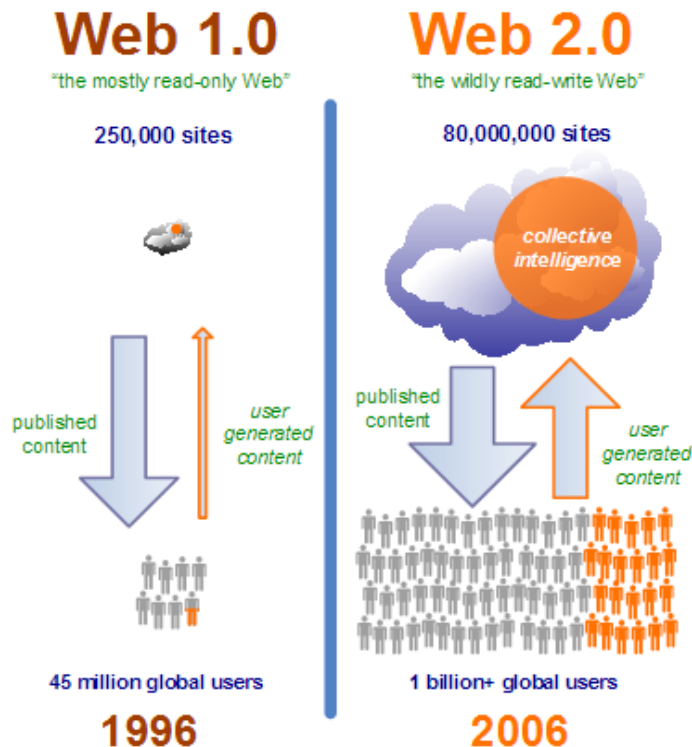 Web 1.0
“the mostly read-only Web”
250,000 sites
published
content
user
generated
content
45 million global users
1996
Web 2.0
“the wildly read-write Web”
80,000,000 sites
collective
intelligence
published
content
user
generated
content
1 billion+ global users
2006